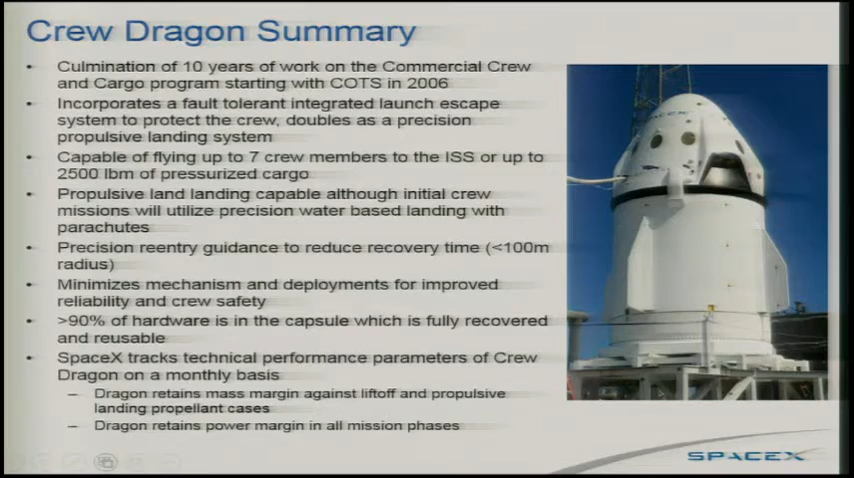 Crew Dragon Summary
• Culmination of 10 years of work on the Commercial Crew
and Cargo program starting with COTS in 2006
• Incorporates a fault tolerant integrated launch escape
system to protect the crew, doubles as a precision
propulsive landing system
• Capable of flying up to 7 crew members to the ISS or up to
2500 lbm of pressurized cargo
• Propulsive land landing capable although initial crew
missions will utilize precision water based landing with
parachutes
• Precision reentry guidance to reduce recovery time (<100m
radius)
• Minimizes mechanism and deployments for improved
reliability and crew safety
• >90% of hardware is in the capsule which is fully recovered
and reusable
• SpaceX tracks technical performance parameters of Crew
Dragon on a monthly basis
– Dragon retains mass margin against liftoff and propulsive
landing propellant cases
– Dragon retains power margin in all mission phases
SPACEX
SPACEX